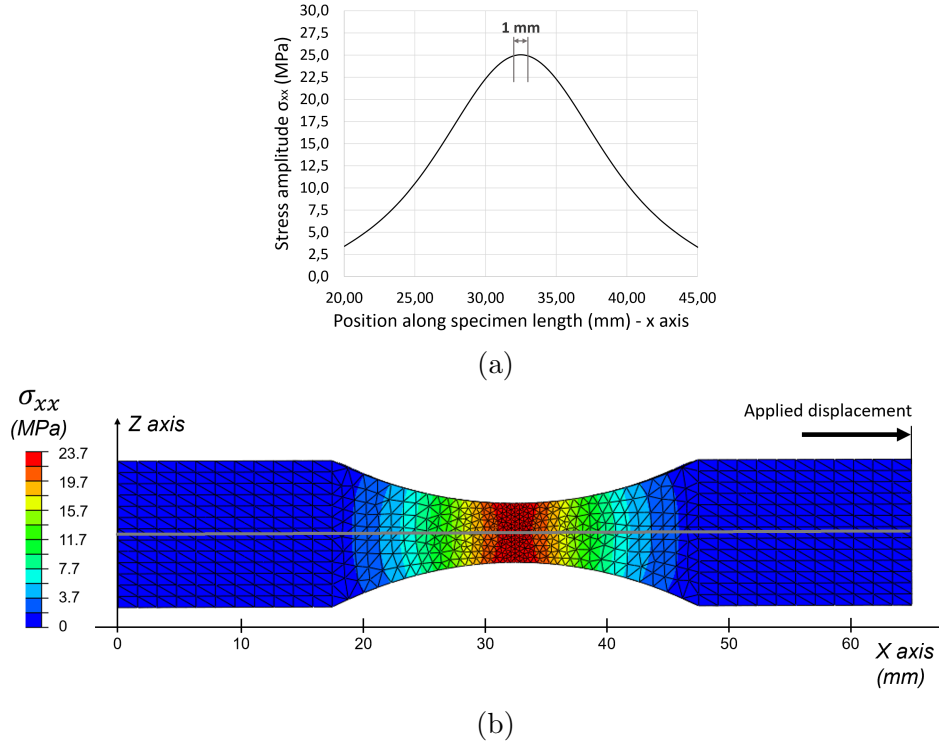 30,0
27,5
25,0
22,5
20,0
17,5
15,0
12,5
10,0
7,5
5,0
2,5
0,0
Stress amplitude σxx (MPa)
1 mm
20,00 25,00 30,00 35,00 40,00 45,00
Position along specimen length (mm) - x axis
(a)
σxx
(MPa)
Z axis
Applied displacement
23.7
19.7
15.7
11.7
7.7
3.7
0
0 10 20 30 40 50 60
X axis
(mm)
(b)